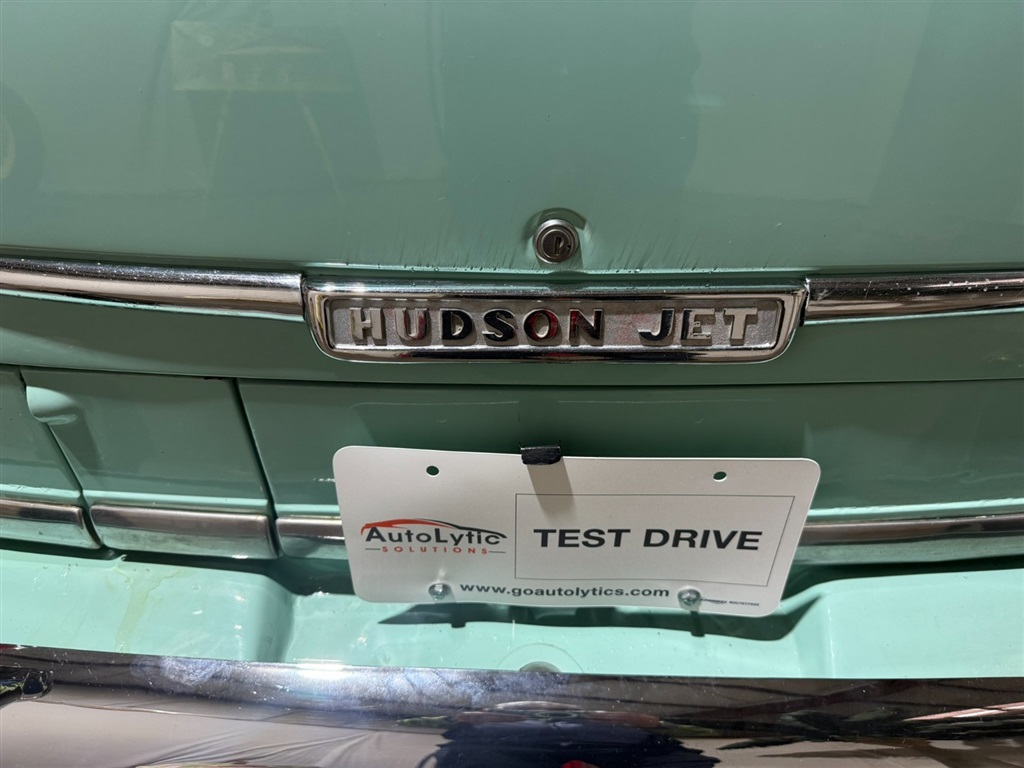 HUDSON JET
AutoLytic
SOLUTIONS
TEST DRIVE
www.goautolytics.com